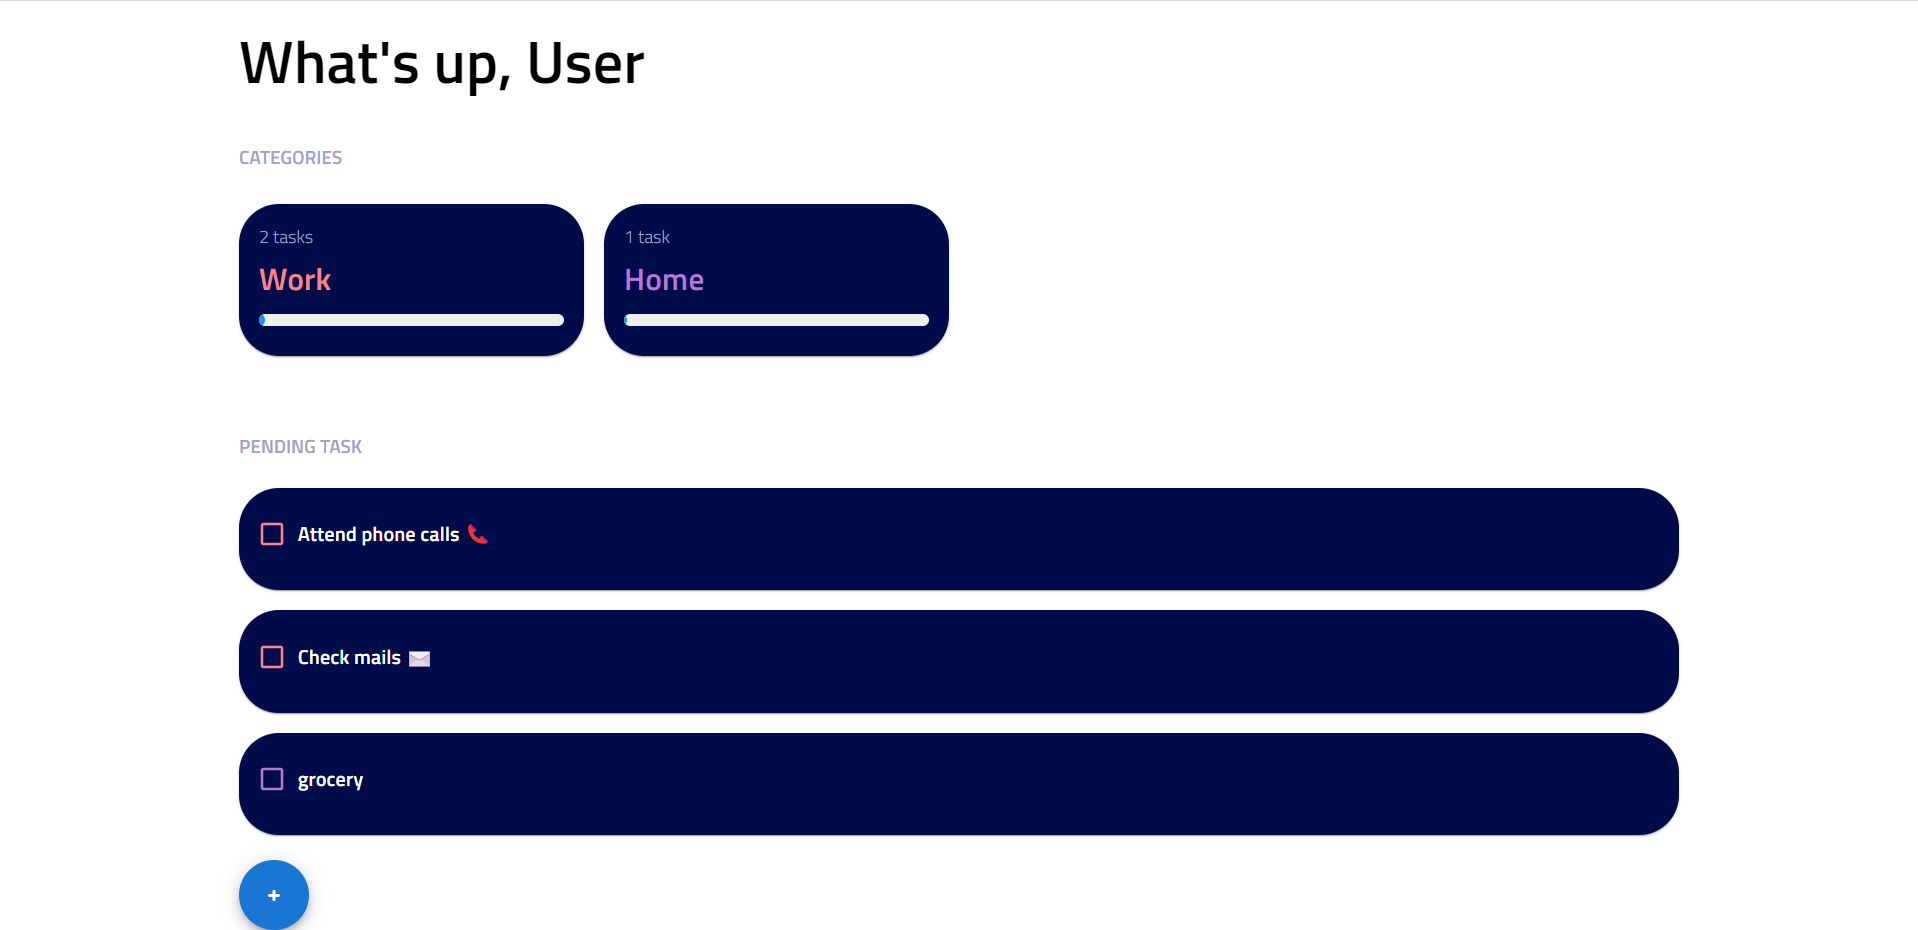 What's up, User
CATEGORIES
2 tasks
Work
1 task
Home
PENDING TASK
Attend phone calls 📞
Check mails ✉️
grocery
+